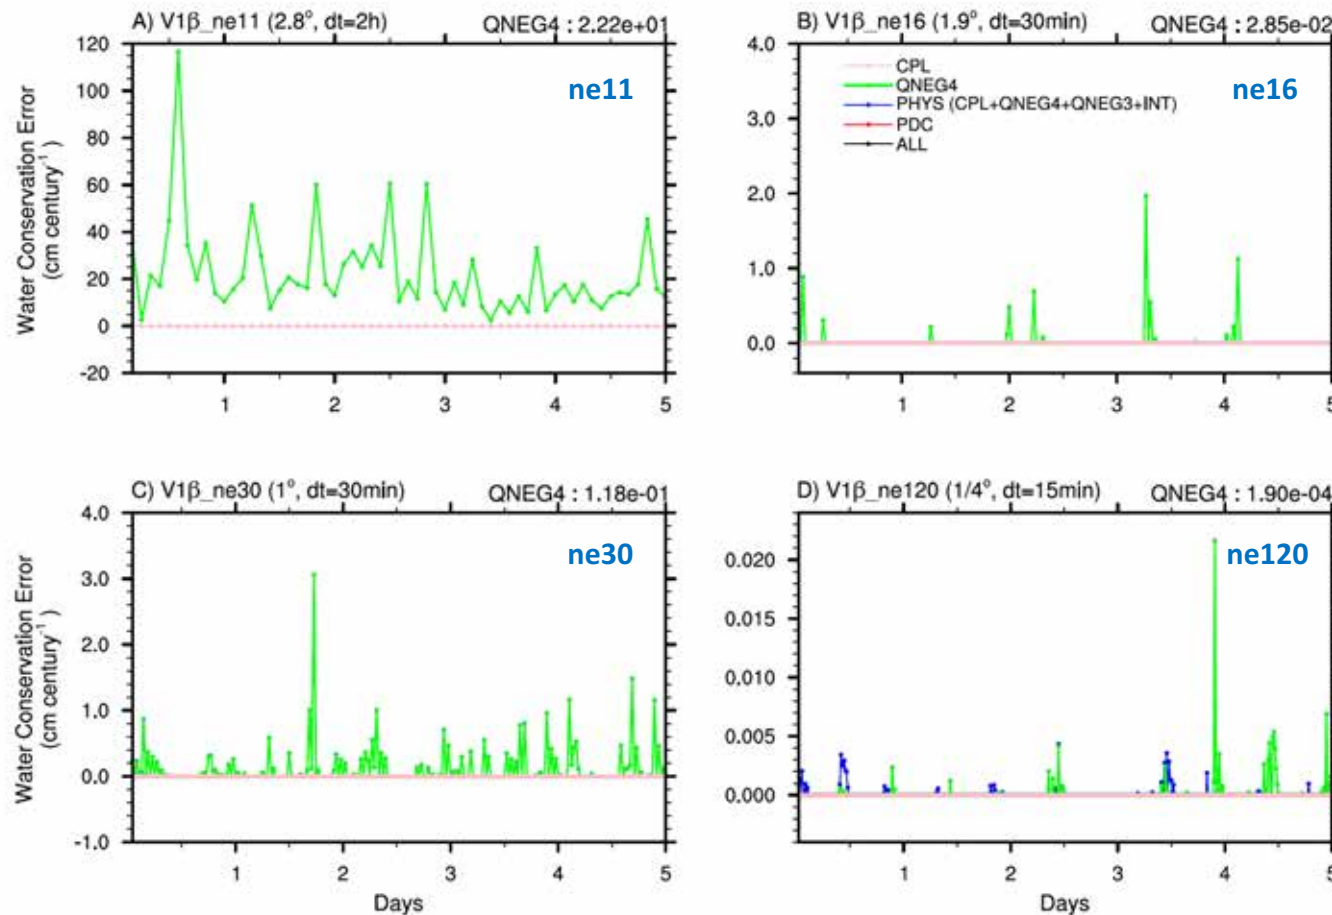 A) V1β_ne11 (2.8°, dt=2h) QNEG4 : 2.22e+01
ne11
Water Conservation Error
(cm century⁻¹)
120
100
80
60
40
20
0
-20
1 2 3 4 5
B) V1β_ne16 (1.9°, dt=30min) QNEG4 : 2.85e-02
ne16
CPL
QNEG4
PHYS (CPL+QNEG4+QNEG3+INT)
PDC
ALL
4.0
3.0
2.0
1.0
0.0
1 2 3 4 5
C) V1β_ne30 (1°, dt=30min) QNEG4 : 1.18e-01
ne30
Water Conservation Error
(cm century⁻¹)
4.0
3.0
2.0
1.0
0.0
-1.0
1 2 3 4 5
Days
D) V1β_ne120 (1/4°, dt=15min) QNEG4 : 1.90e-04
ne120
0.020
0.015
0.010
0.005
0.000
1 2 3 4 5
Days